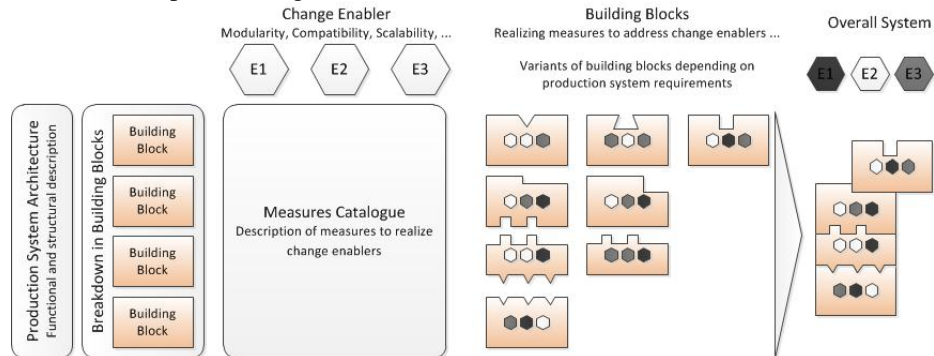 Change Enabler
Modularity, Compatibility, Scalability, ...
E1
E2
E3
Building Blocks
Realizing measures to address change enablers ...
Variants of building blocks depending on
production system requirements
Overall System
E1
E2
E3
Production System Architecture
Functional and structural description
Breakdown in Building Blocks
Building
Block
Building
Block
Building
Block
Building
Block
Measures Catalogue
Description of measures to realize
change enablers